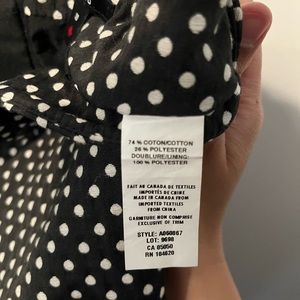 74 % COTON/COTTON
26 % POLYESTER
DOUBLURE/LINING:
100 % POLYESTER
FAIT AU CANADA DE TEXTILES
IMPORTÉS DE CHINE
MADE IN CANADA FROM
IMPORTED TEXTILES
FROM CHINA
GARNITURE NON COMPRISE
EXCLUSIVE OF TRIM
STYLE: A060867
LOT: 9698
CA 05050
RN 104620